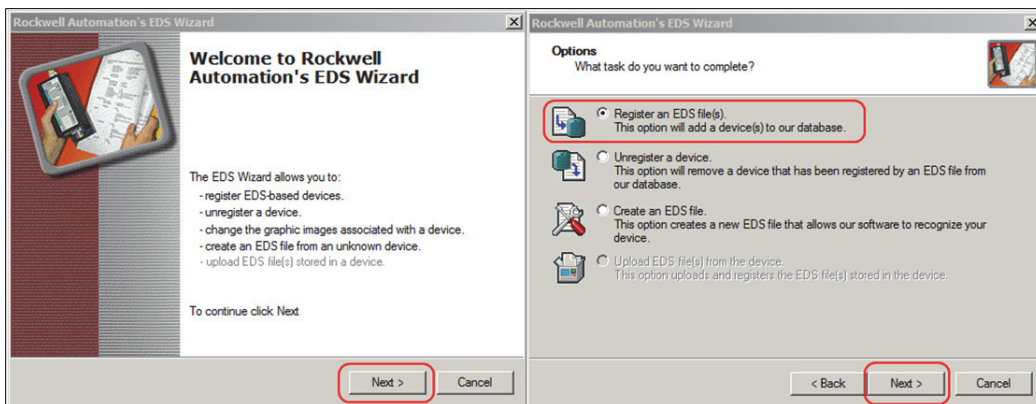 Rockwell Automation's EDS Wizard
Welcome to Rockwell
Automation's EDS Wizard
The EDS Wizard allows you to:
- register EDS-based devices.
- unregister a device.
- change the graphic images associated with a device.
- create an EDS file from an unknown device.
- upload EDS file(s) stored in a device.
To continue click Next
Next >
Cancel
Rockwell Automation's EDS Wizard
Options
What task do you want to complete?
Register an EDS file(s).
This option will add a device(s) to our database.
Unregister a device.
This option will remove a device that has been registered by an EDS file from
our database.
Create an EDS file.
This option creates a new EDS file that allows our software to recognize your
device.
Upload EDS file(s) from the device.
This option uploads and registers the EDS file(s) stored in the device.
< Back
Next >
Cancel